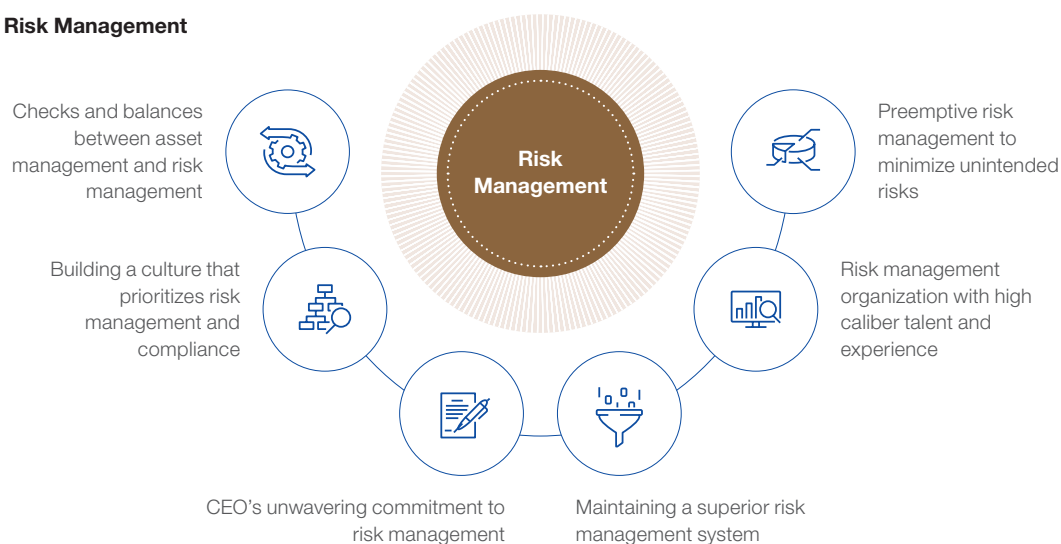 Risk Management
Risk
Management
Checks and balances
between asset
management and risk
management
Building a culture that
prioritizes risk
management and
compliance
CEO's unwavering commitment to
risk management
Maintaining a superior risk
management system
Risk management
organization with high
caliber talent and
experience
Preemptive risk
management to
minimize unintended
risks